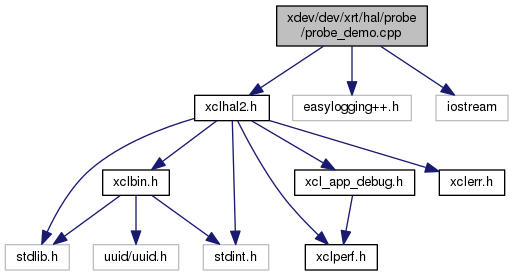 xdev/dev/xrt/hal/probe
/probe_demo.cpp
xclhal2.h
easylogging++.h
iostream
xclbin.h
xcl_app_debug.h
xclerr.h
stdlib.h
uuid/uuid.h
stdint.h
xclperf.h